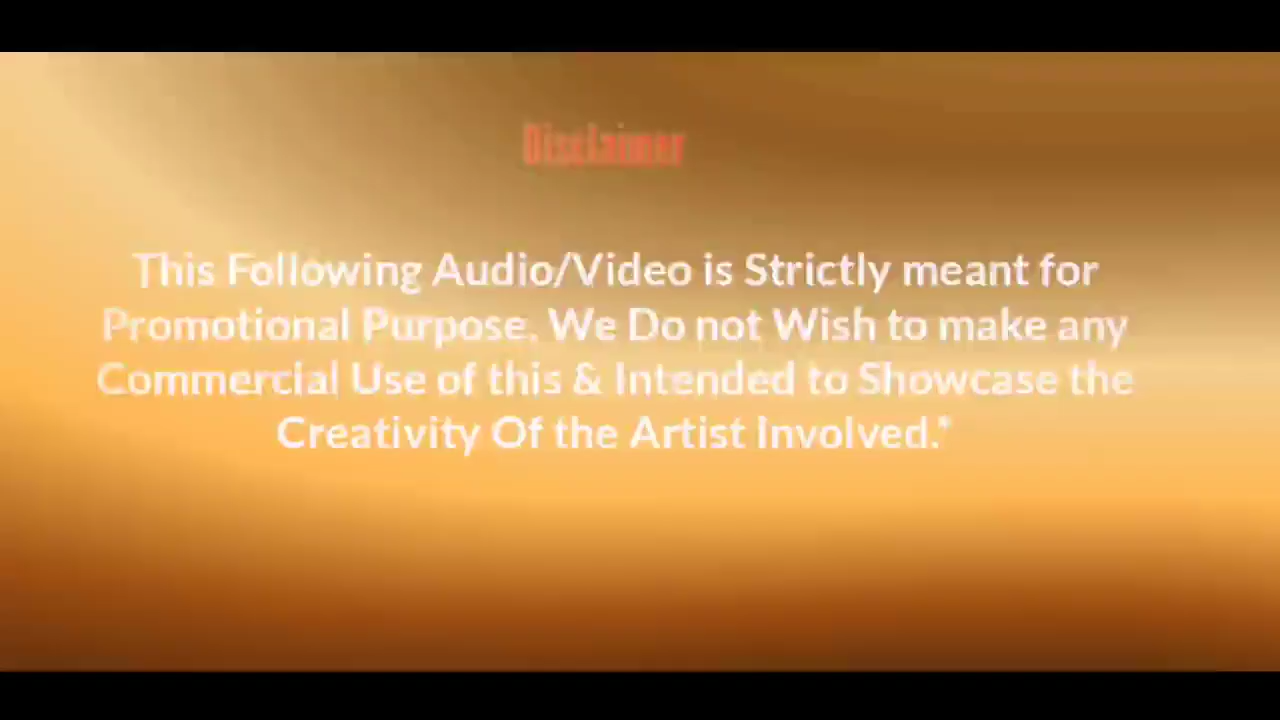 Disclaimer
This Following Audio/Video is Strictly meant for
Promotional Purpose. We Do not Wish to make any
Commercial Use of this & Intended to Showcase the
Creativity Of the Artist Involved.*